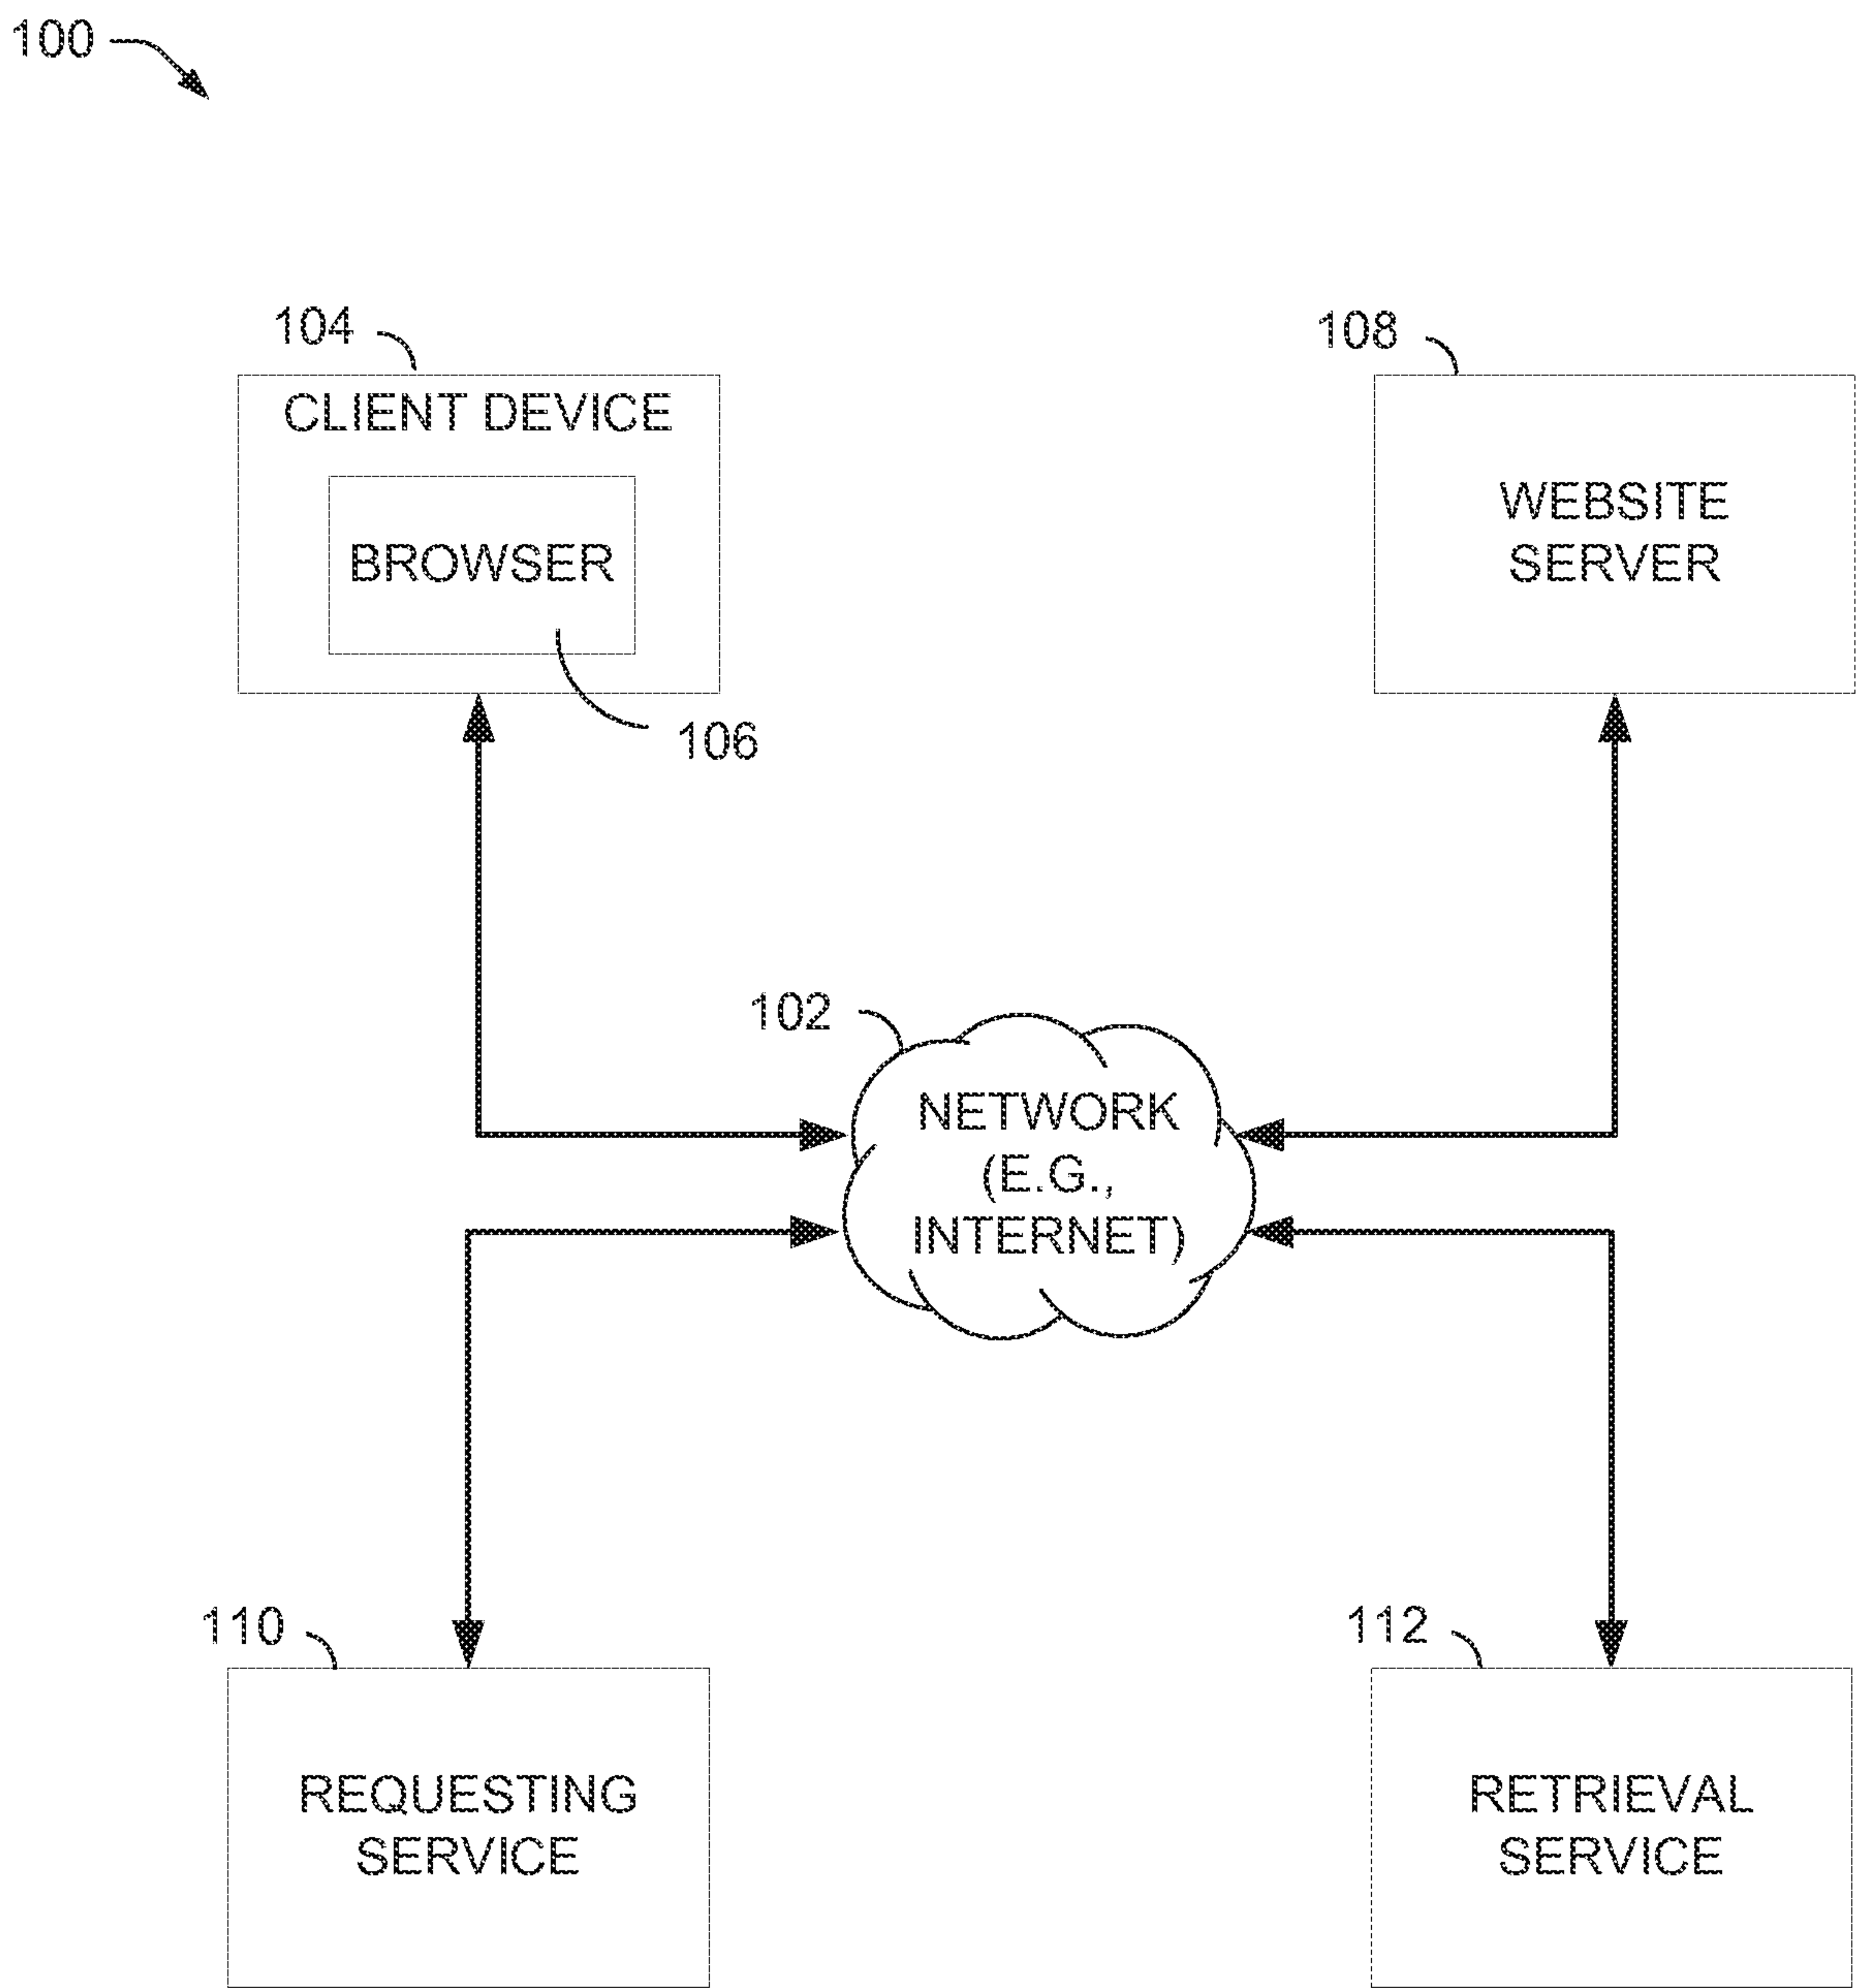 100
104
CLIENT DEVICE
BROWSER
106
108
WEBSITE
SERVER
102
NETWORK
(E.G.,
INTERNET)
110
REQUESTING
SERVICE
112
RETRIEVAL
SERVICE